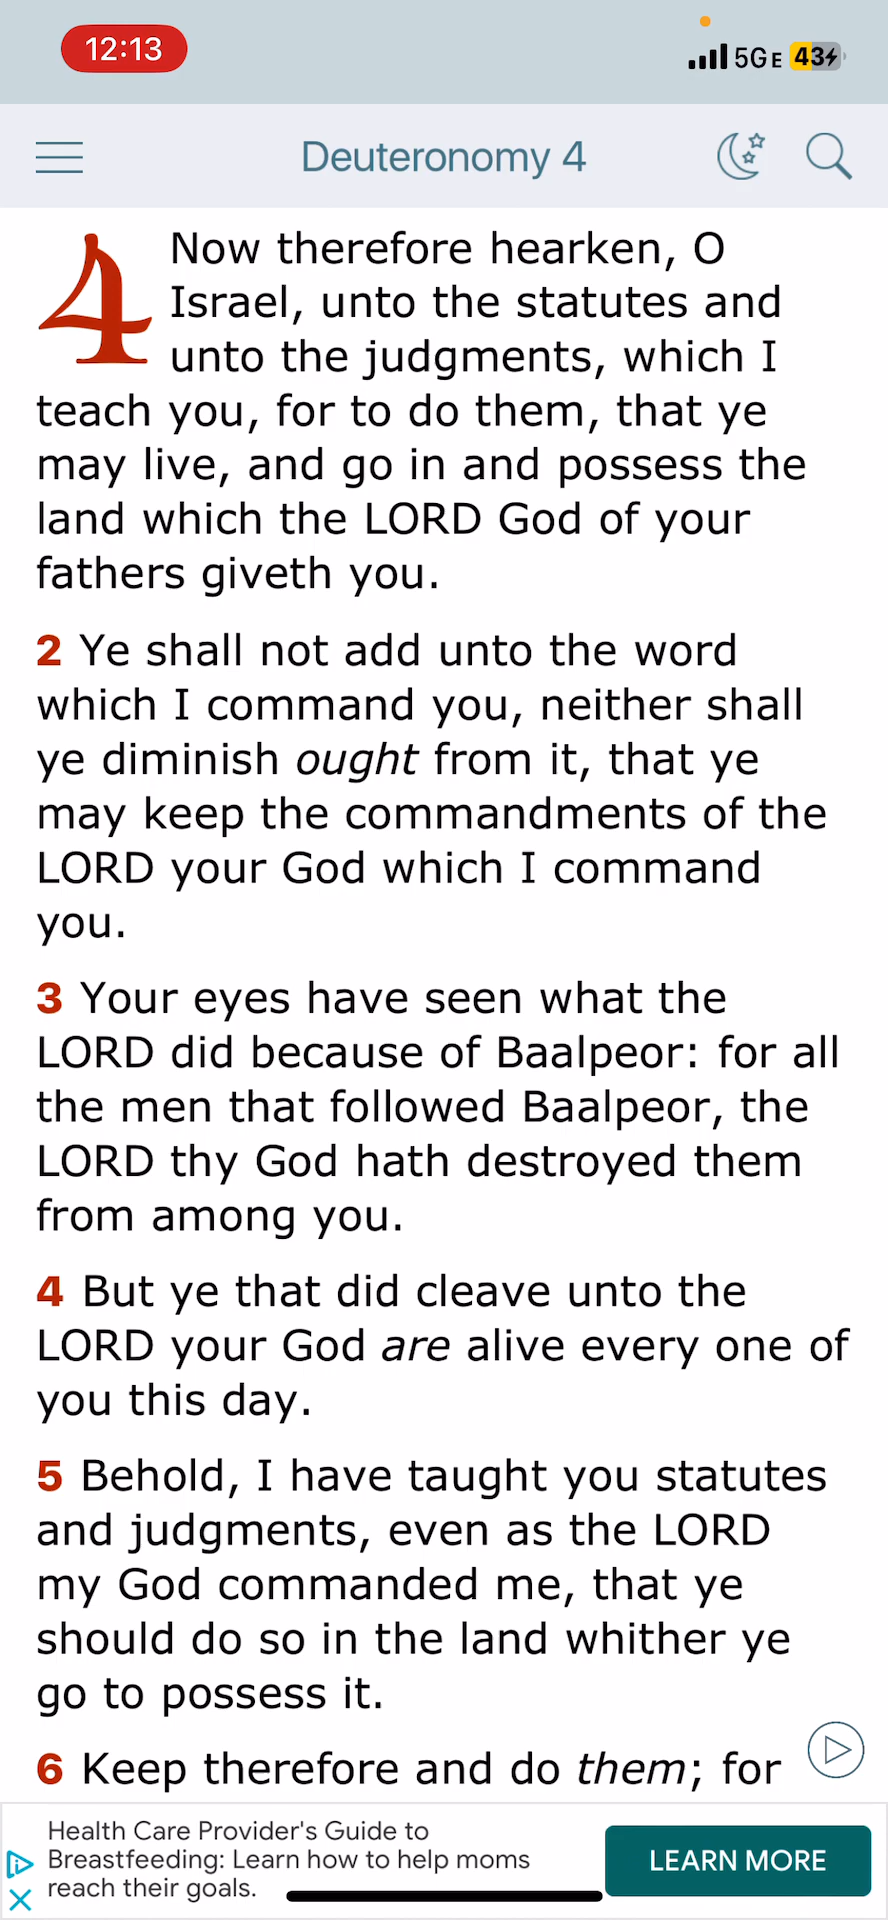 12:13
5GE 43
Deuteronomy 4
4 Now therefore hearken, O
Israel, unto the statutes and
unto the judgments, which I
teach you, for to do them, that ye
may live, and go in and possess the
land which the LORD God of your
fathers giveth you.
2 Ye shall not add unto the word
which I command you, neither shall
ye diminish ought from it, that ye
may keep the commandments of the
LORD your God which I command
you.
3 Your eyes have seen what the
LORD did because of Baalpeor: for all
the men that followed Baalpeor, the
LORD thy God hath destroyed them
from among you.
4 But ye that did cleave unto the
LORD your God are alive every one of
you this day.
5 Behold, I have taught you statutes
and judgments, even as the LORD
my God commanded me, that ye
should do so in the land whither ye
go to possess it.
6 Keep therefore and do them; for
Health Care Provider's Guide to
Breastfeeding: Learn how to help moms
reach their goals.
LEARN MORE